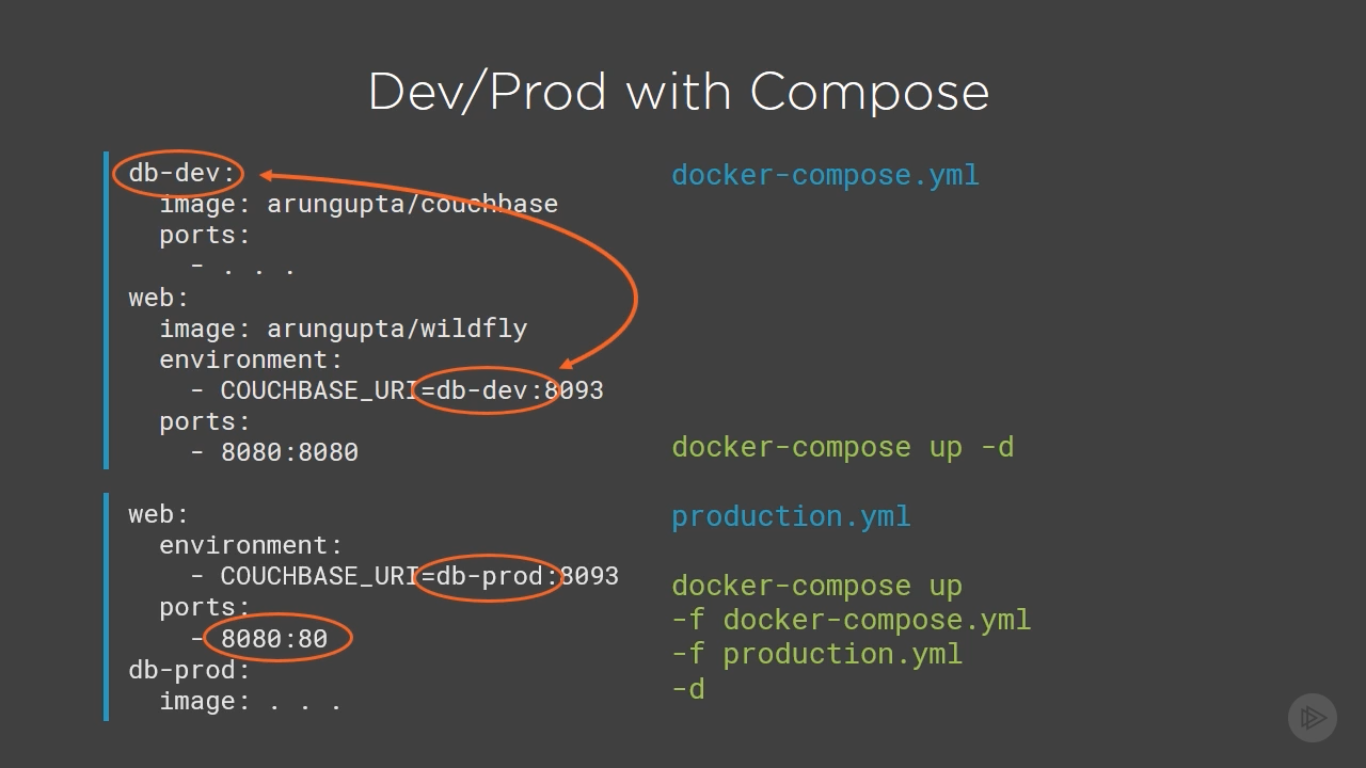 Dev/Prod with Compose
db-dev:
  image: arungupta/couchbase
  ports:
    - . . .
web:
  image: arungupta/wildfly
  environment:
    - COUCHBASE_URI=db-dev:8093
  ports:
    - 8080:8080
docker-compose.yml
docker-compose up -d
web:
  environment:
    - COUCHBASE_URI=db-prod:8093
  ports:
    - 8080:80
db-prod:
  image: . . .
production.yml
docker-compose up
-f docker-compose.yml
-f production.yml
-d